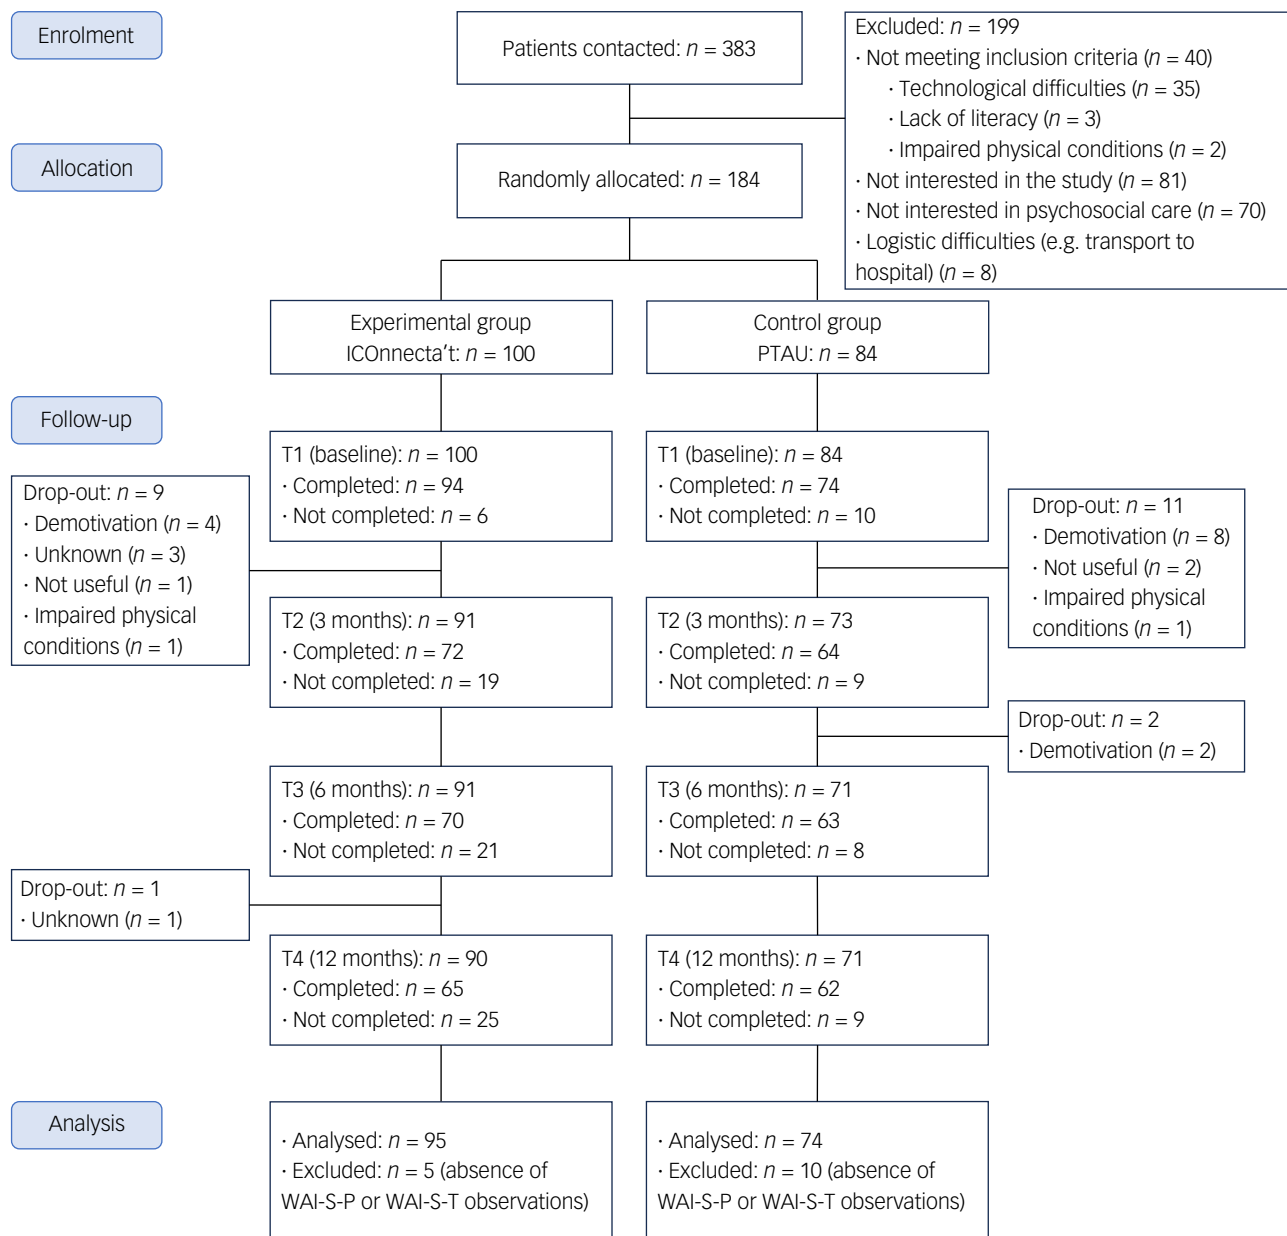 Enrolment
Patients contacted: n = 383
Excluded: n = 199
· Not meeting inclusion criteria (n = 40)
· Technological difficulties (n = 35)
· Lack of literacy (n = 3)
· Impaired physical conditions (n = 2)
· Not interested in the study (n = 81)
· Not interested in psychosocial care (n = 70)
· Logistic difficulties (e.g. transport to
hospital) (n = 8)
Allocation
Randomly allocated: n = 184
Experimental group
ICOnnecta't: n = 100
Control group
PTAU: n = 84
Follow-up
T1 (baseline): n = 100
· Completed: n = 94
· Not completed: n = 6
T1 (baseline): n = 84
· Completed: n = 74
· Not completed: n = 10
Drop-out: n = 9
· Demotivation (n = 4)
· Unknown (n = 3)
· Not useful (n = 1)
· Impaired physical
conditions (n = 1)
Drop-out: n = 11
· Demotivation (n = 8)
· Not useful (n = 2)
· Impaired physical
conditions (n = 1)
T2 (3 months): n = 91
· Completed: n = 72
· Not completed: n = 19
T2 (3 months): n = 73
· Completed: n = 64
· Not completed: n = 9
Drop-out: n = 2
· Demotivation (n = 2)
T3 (6 months): n = 91
· Completed: n = 70
· Not completed: n = 21
T3 (6 months): n = 71
· Completed: n = 63
· Not completed: n = 8
Drop-out: n = 1
· Unknown (n = 1)
T4 (12 months): n = 90
· Completed: n = 65
· Not completed: n = 25
T4 (12 months): n = 71
· Completed: n = 62
· Not completed: n = 9
Analysis
· Analysed: n = 95
· Excluded: n = 5 (absence of
WAI-S-P or WAI-S-T observations)
· Analysed: n = 74
· Excluded: n = 10 (absence of
WAI-S-P or WAI-S-T observations)